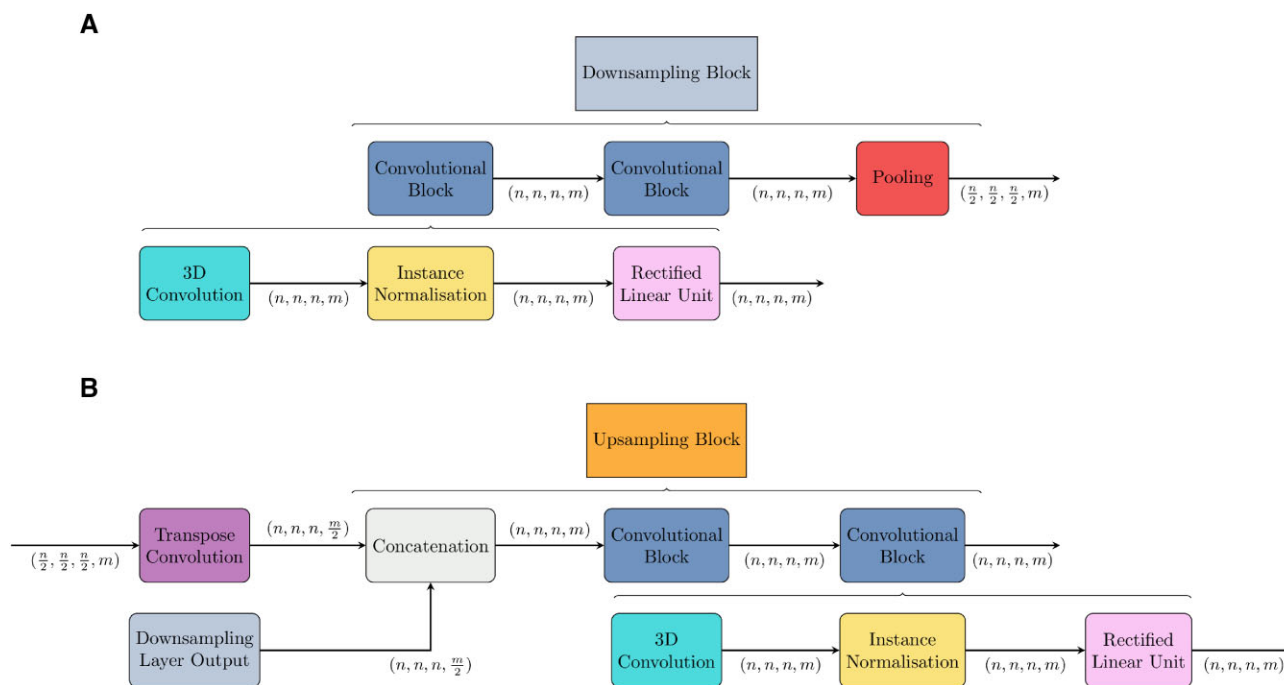 A
Downsampling Block
Convolutional
Block
(n, n, n, m)
Convolutional
Block
(n, n, n, m)
Pooling
(n/2, n/2, n/2, m)
3D
Convolution
(n, n, n, m)
Instance
Normalisation
(n, n, n, m)
Rectified
Linear Unit
(n, n, n, m)
B
Upsampling Block
(n/2, n/2, n/2, m)
Transpose
Convolution
(n, n, n, m/2)
Concatenation
(n, n, n, m)
Convolutional
Block
(n, n, n, m)
Convolutional
Block
(n, n, n, m)
Downsampling
Layer Output
(n, n, n, m/2)
3D
Convolution
(n, n, n, m)
Instance
Normalisation
(n, n, n, m)
Rectified
Linear Unit
(n, n, n, m)